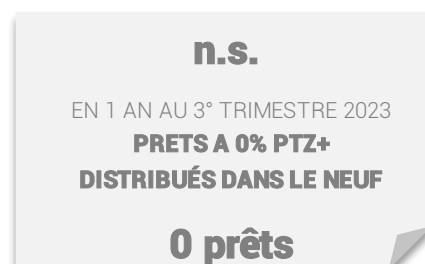 n.s.
EN 1 AN AU 3° TRIMESTRE 2023
PRETS A 0% PTZ+
DISTRIBUÉS DANS LE NEUF
0 prêts